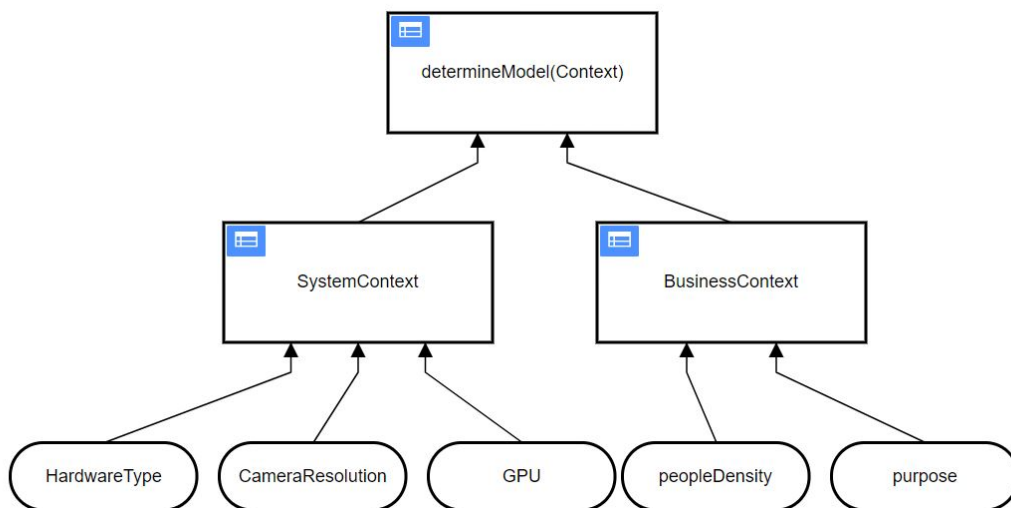 determineModel(Context)
SystemContext
BusinessContext
HardwareType
CameraResolution
GPU
peopleDensity
purpose